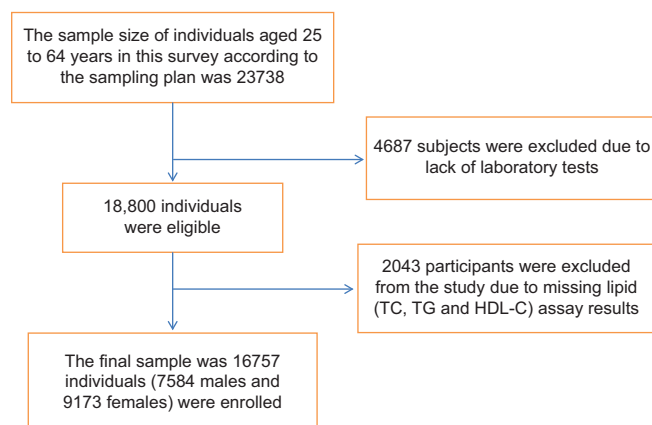 The sample size of individuals aged 25
to 64 years in this survey according to
the sampling plan was 23738
4687 subjects were excluded due to
lack of laboratory tests
18,800 individuals
were eligible
2043 participants were excluded
from the study due to missing lipid
(TC, TG and HDL-C) assay results
The final sample was 16757
individuals (7584 males and
9173 females) were enrolled